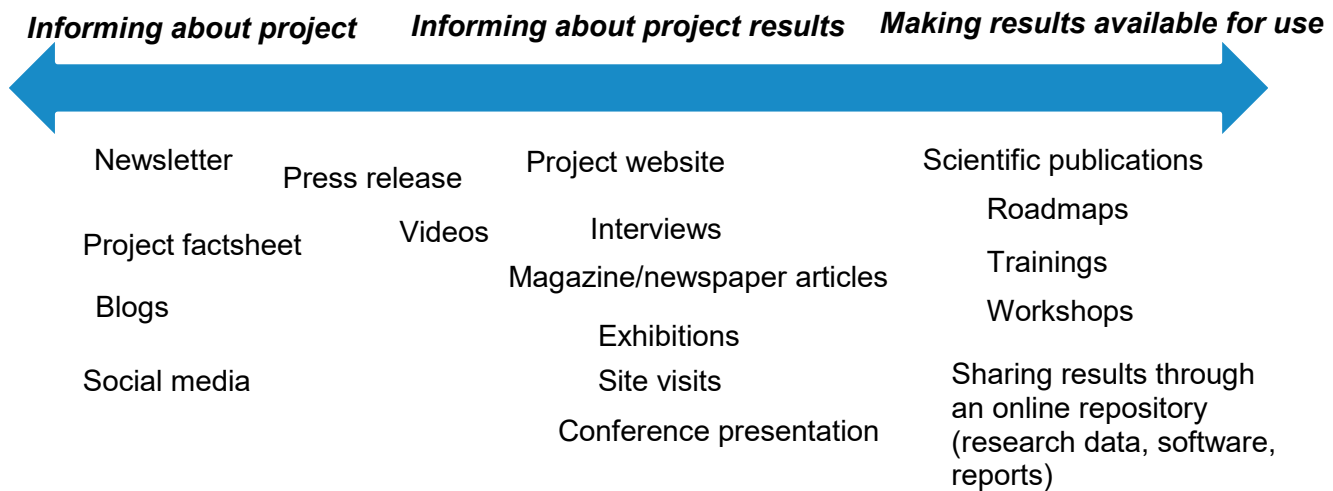 Informing about project
Informing about project results
Making results available for use
Newsletter
Press release
Project factsheet
Videos
Blogs
Social media
Project website
Interviews
Magazine/newspaper articles
Exhibitions
Site visits
Conference presentation
Scientific publications
Roadmaps
Trainings
Workshops
Sharing results through
an online repository
(research data, software,
reports)